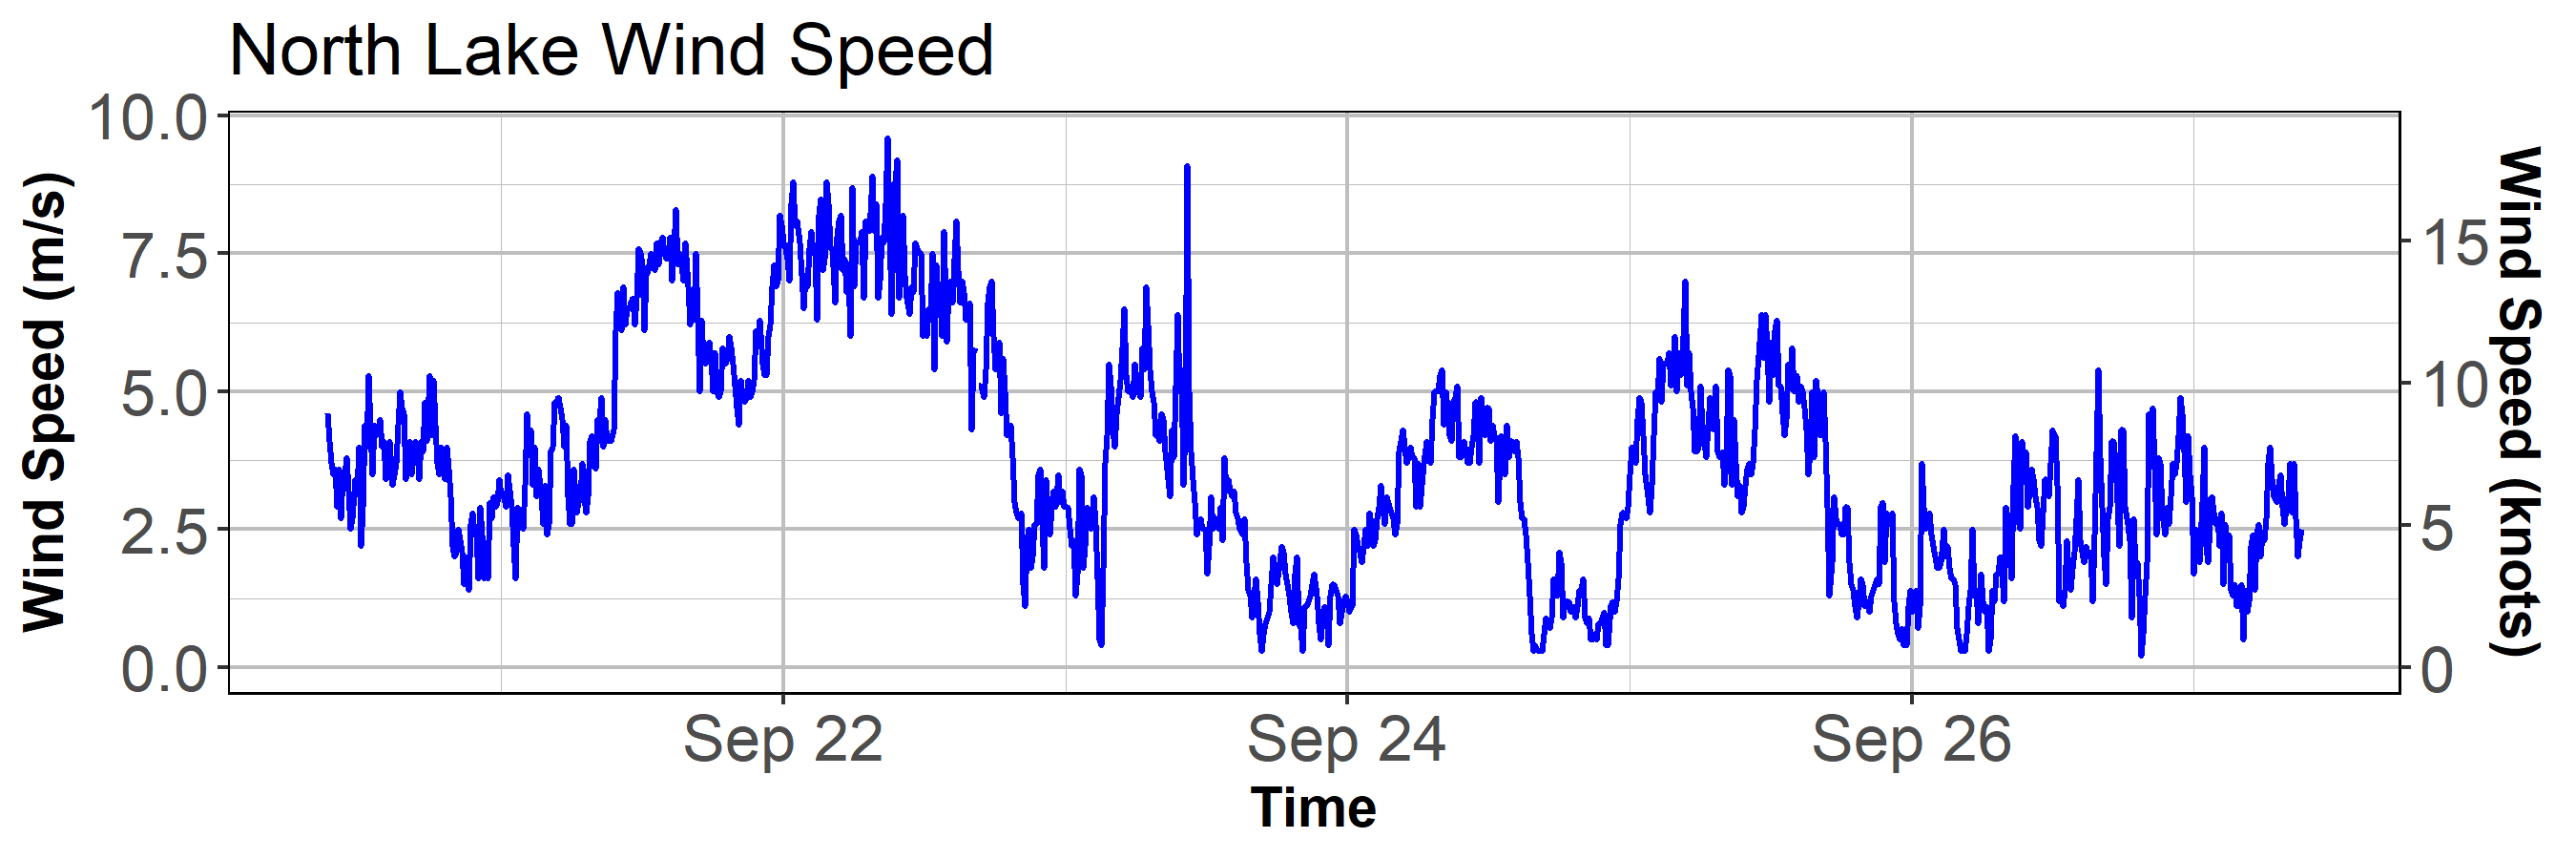 North Lake Wind Speed
Wind Speed (m/s)
10.0
7.5
5.0
2.5
0.0
Wind Speed (knots)
15
10
5
0
Sep 22
Sep 24
Sep 26
Time